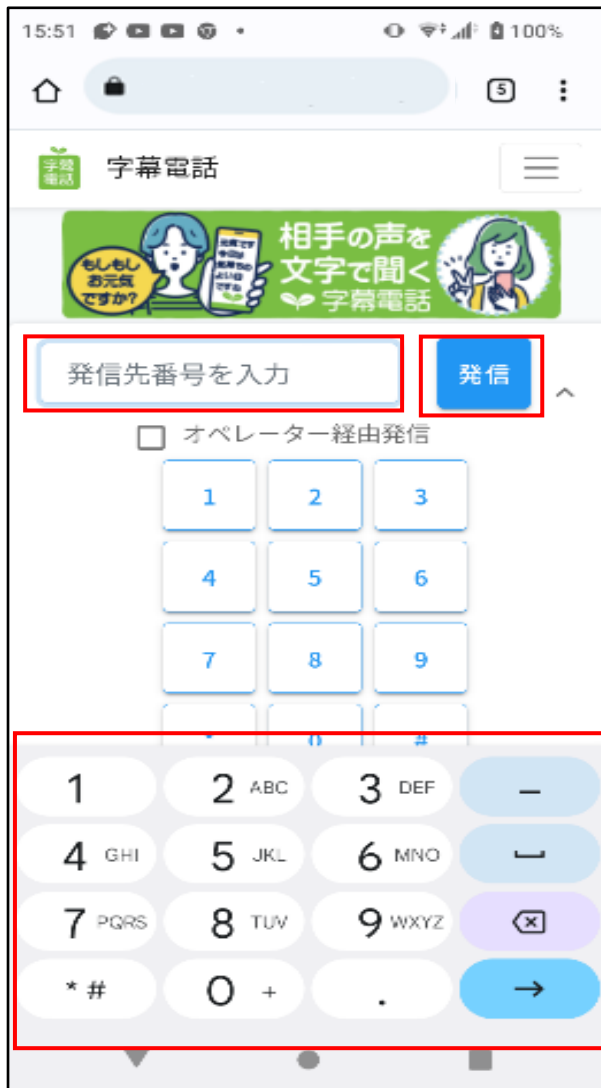 15:51
100%
5
字幕電話
字幕電話
もしもし
お元気
ですか?
相手の声を
文字で聞く
字幕電話
発信先番号を入力
発信
オペレーター経由発信
1 2 3
4 5 6
7 8 9
* 0 #
1 2 ABC 3 DEF −
4 GHI 5 JKL 6 MNO
7 PQRS 8 TUV 9 WXYZ
* # 0 + .